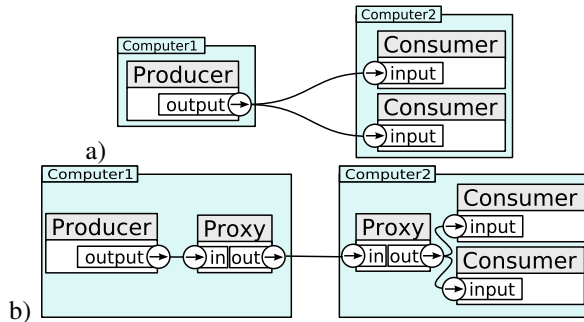 Computer1
Producer
output
Computer2
Consumer
input
Consumer
input
a)
Computer1
Producer
output
Proxy
in out
Computer2
Proxy
in out
Consumer
input
Consumer
input
b)